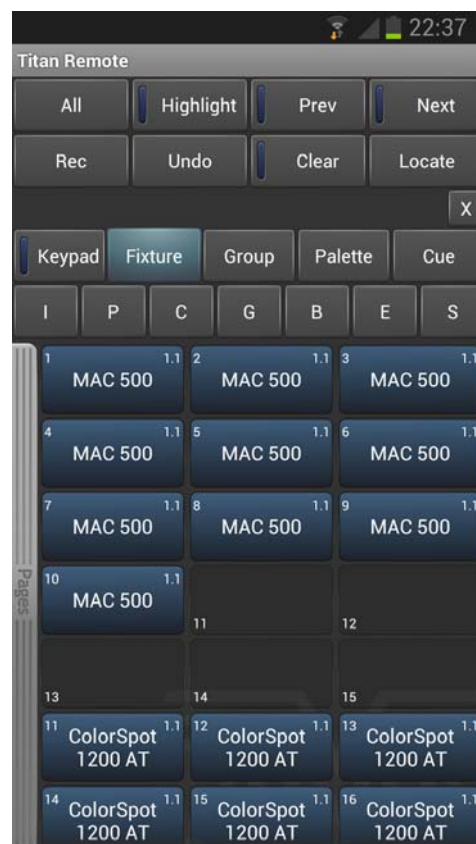 22:37
Titan Remote
All Highlight Prev Next
Rec Undo Clear Locate
X
Keypad Fixture Group Palette Cue
I P C G B E S
Pages
1 1.1 2 1.1 3 1.1
MAC 500 MAC 500 MAC 500
4 1.1 5 1.1 6 1.1
MAC 500 MAC 500 MAC 500
7 1.1 8 1.1 9 1.1
MAC 500 MAC 500 MAC 500
10 1.1
MAC 500
11 12
13 14 15
11 1.1 12 1.1 13 1.1
ColorSpot ColorSpot ColorSpot
1200 AT 1200 AT 1200 AT
14 1.1 15 1.1 16 1.1
ColorSpot ColorSpot ColorSpot
1200 AT 1200 AT 1200 AT